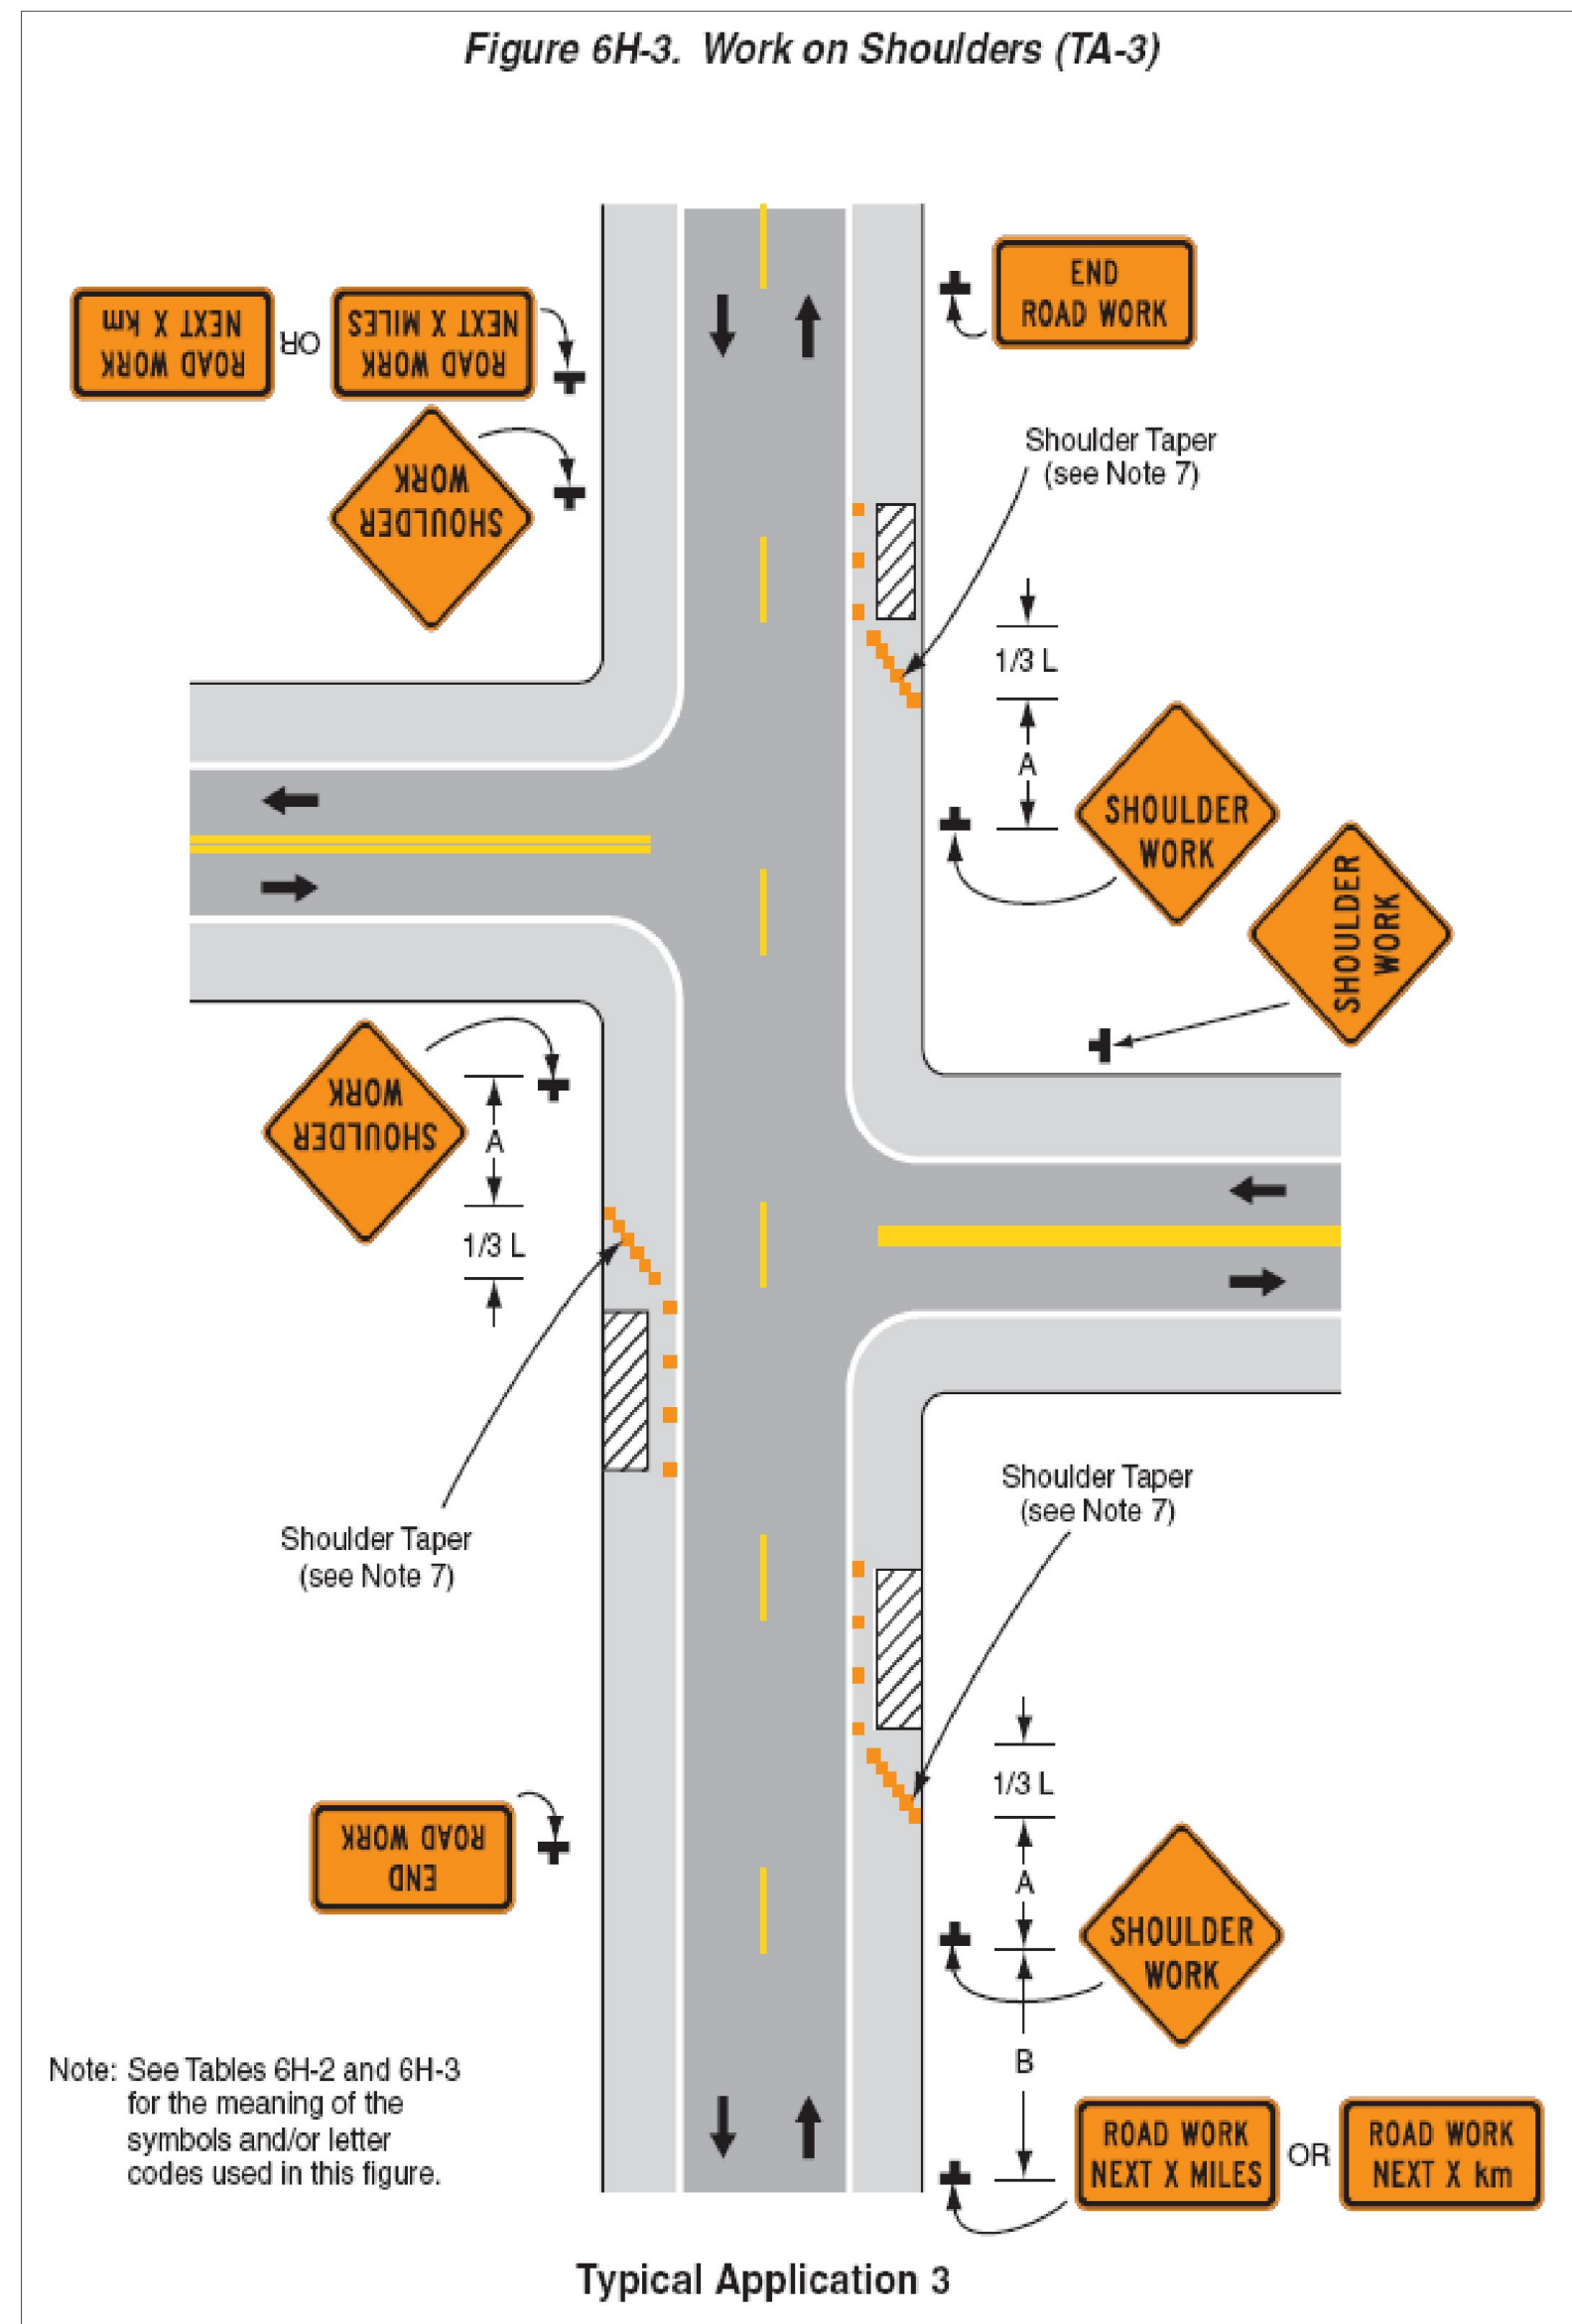 Figure 6H-3. Work on Shoulders (TA-3)
END
ROAD WORK
ROAD WORK
NEXT X MILES
OR
ROAD WORK
NEXT X km
SHOULDER
WORK
Shoulder Taper
(see Note 7)
1/3 L
A
SHOULDER
WORK
SHOULDER
WORK
SHOULDER
WORK
A
1/3 L
Shoulder Taper
(see Note 7)
Shoulder Taper
(see Note 7)
1/3 L
A
END
ROAD WORK
SHOULDER
WORK
B
Note: See Tables 6H-2 and 6H-3
for the meaning of the
symbols and/or letter
codes used in this figure.
ROAD WORK
NEXT X MILES
OR
ROAD WORK
NEXT X km
Typical Application 3